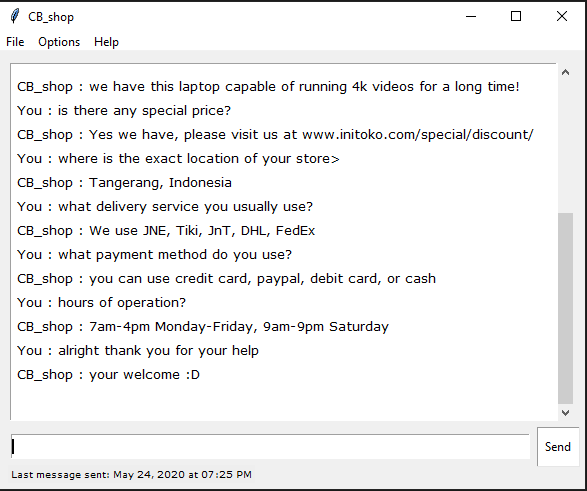 CB_shop
File Options Help
CB_shop : we have this laptop capable of running 4k videos for a long time!
You : is there any special price?
CB_shop : Yes we have, please visit us at www.initoko.com/special/discount/
You : where is the exact location of your store>
CB_shop : Tangerang, Indonesia
You : what delivery service you usually use?
CB_shop : We use JNE, Tiki, JnT, DHL, FedEx
You : what payment method do you use?
CB_shop : you can use credit card, paypal, debit card, or cash
You : hours of operation?
CB_shop : 7am-4pm Monday-Friday, 9am-9pm Saturday
You : alright thank you for your help
CB_shop : your welcome :D
Send
Last message sent: May 24, 2020 at 07:25 PM